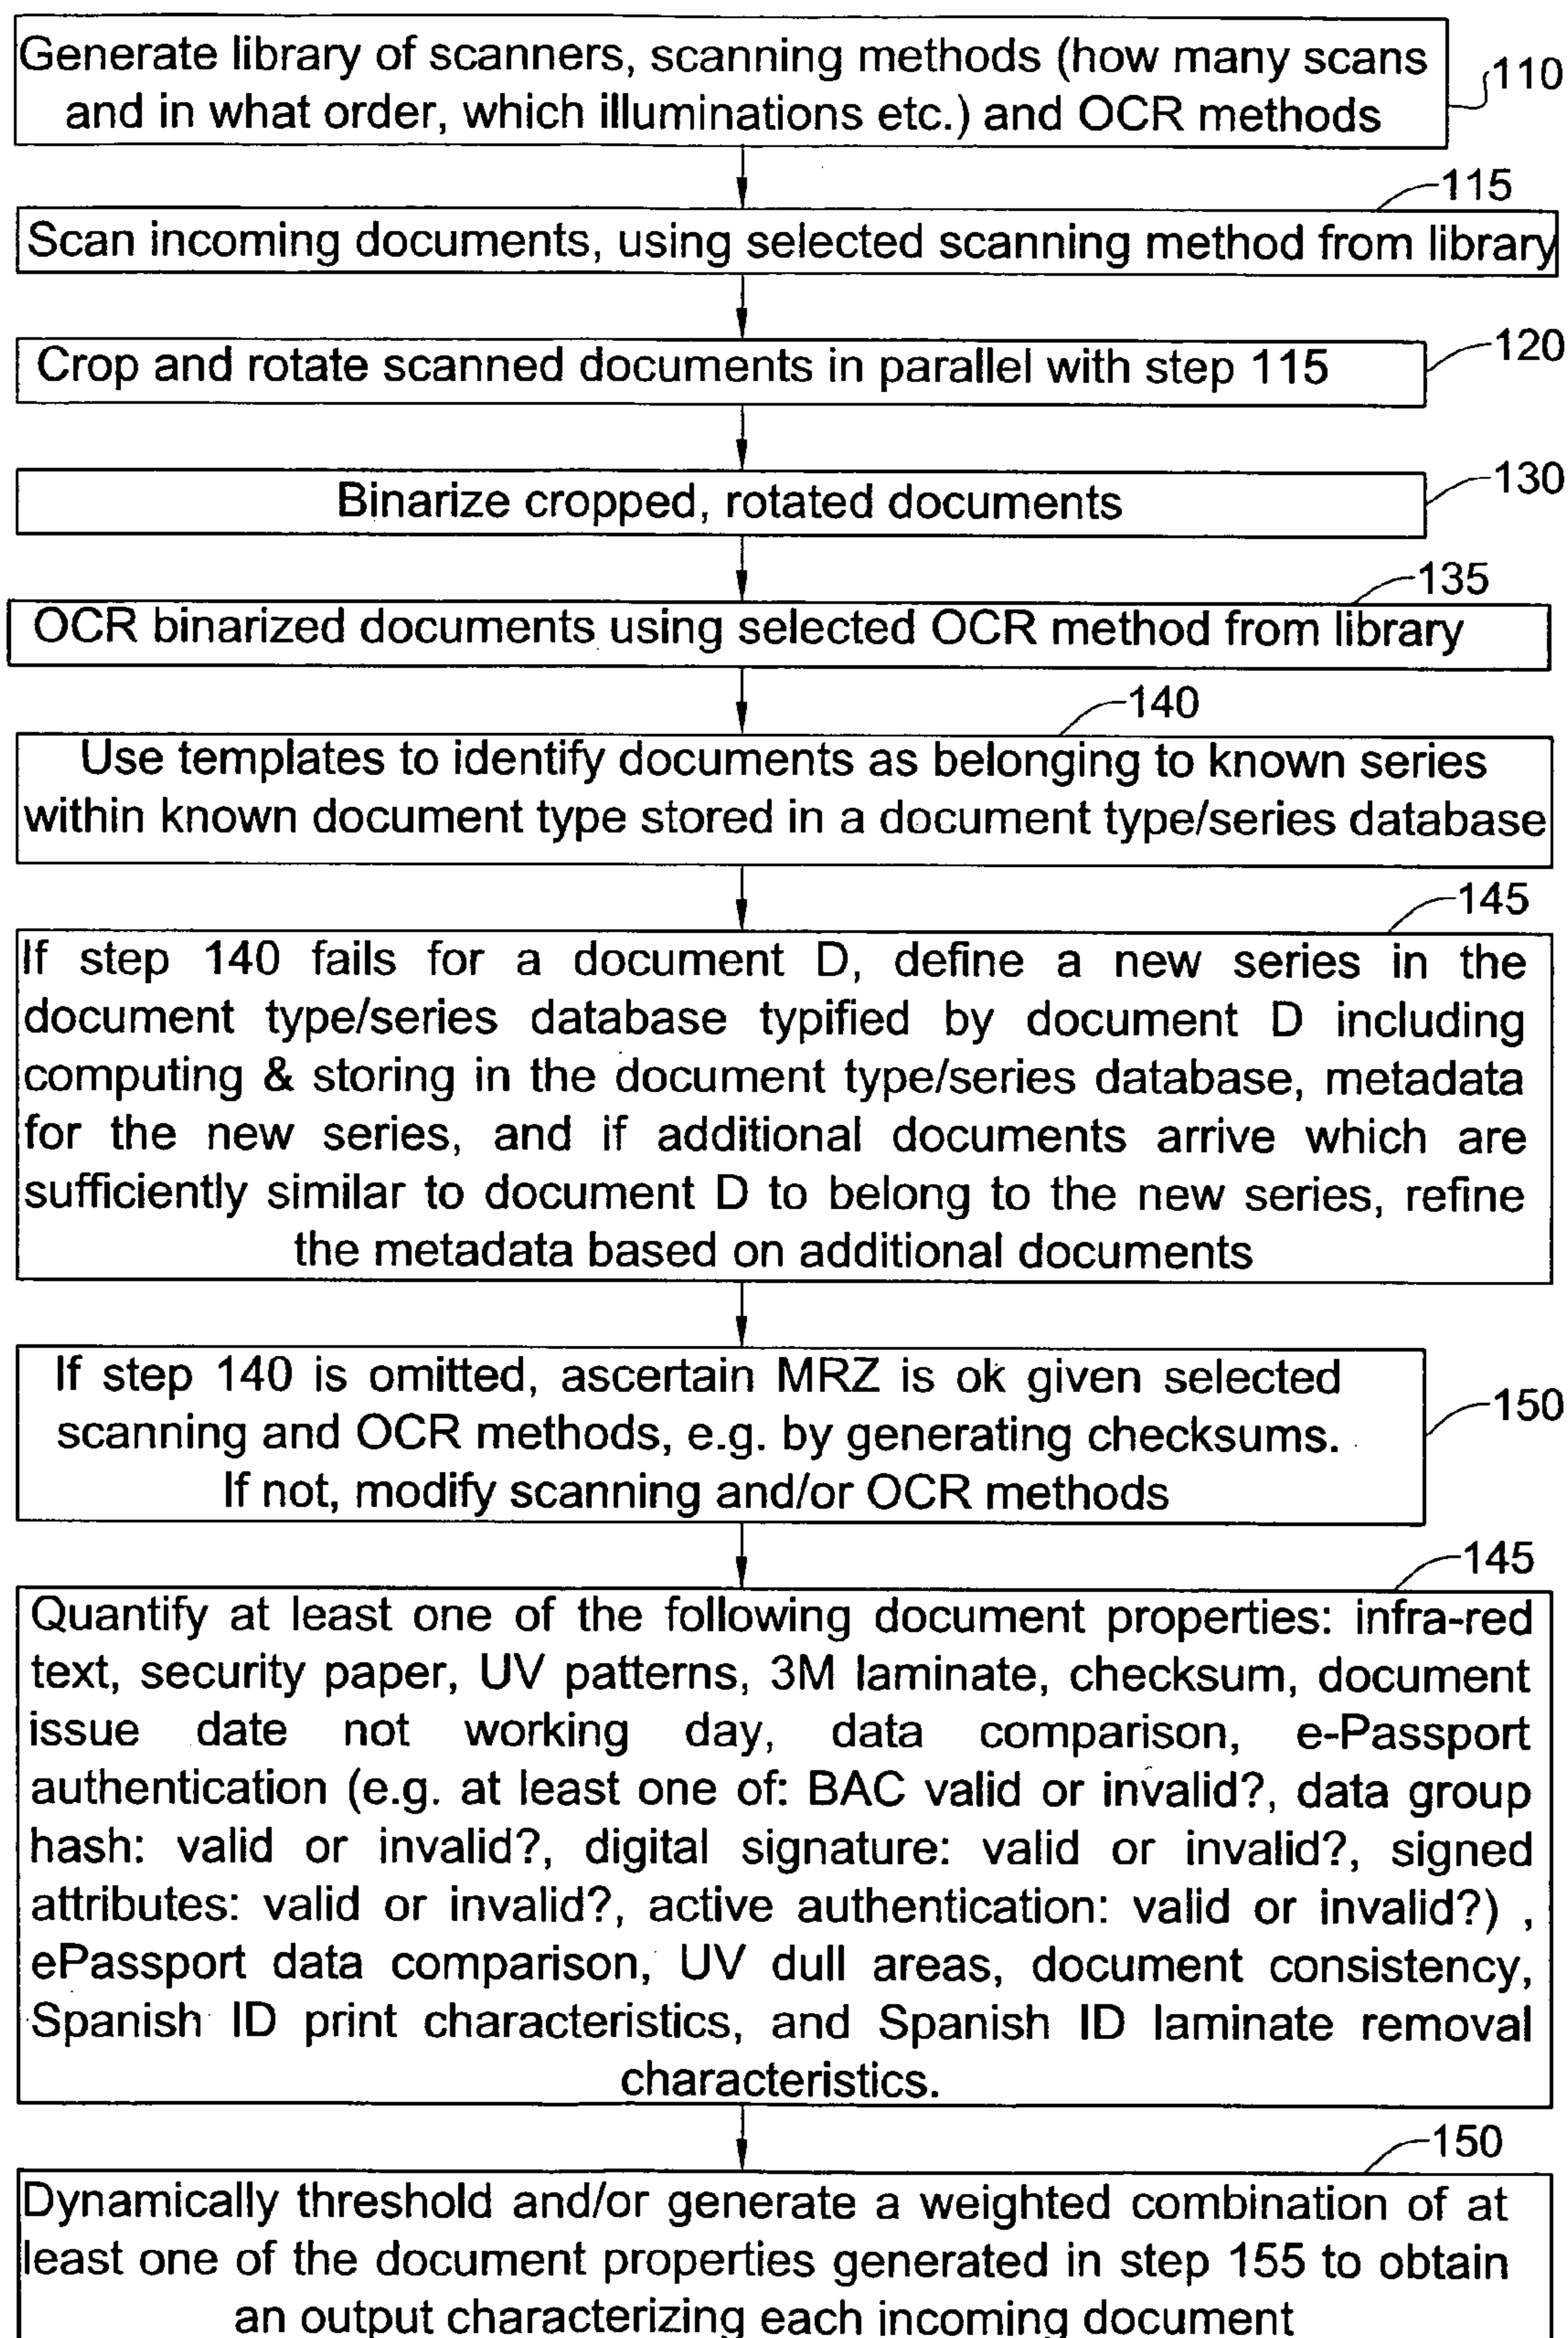 Generate library of scanners, scanning methods (how many scans
and in what order, which illuminations etc.) and OCR methods
110
115
Scan incoming documents, using selected scanning method from library
Crop and rotate scanned documents in parallel with step 115
120
Binarize cropped, rotated documents
130
135
OCR binarized documents using selected OCR method from library
140
Use templates to identify documents as belonging to known series
within known document type stored in a document type/series database
145
If step 140 fails for a document D, define a new series in the
document type/series database typified by document D including
computing & storing in the document type/series database, metadata
for the new series, and if additional documents arrive which are
sufficiently similar to document D to belong to the new series, refine
the metadata based on additional documents
If step 140 is omitted, ascertain MRZ is ok given selected
scanning and OCR methods, e.g. by generating checksums.
If not, modify scanning and/or OCR methods
150
145
Quantify at least one of the following document properties: infra-red
text, security paper, UV patterns, 3M laminate, checksum, document
issue date not working day, data comparison, e-Passport
authentication (e.g. at least one of: BAC valid or invalid?, data group
hash: valid or invalid?, digital signature: valid or invalid?, signed
attributes: valid or invalid?, active authentication: valid or invalid?) ,
ePassport data comparison, UV dull areas, document consistency,
Spanish ID print characteristics, and Spanish ID laminate removal
characteristics.
150
Dynamically threshold and/or generate a weighted combination of at
least one of the document properties generated in step 155 to obtain
an output characterizing each incoming document